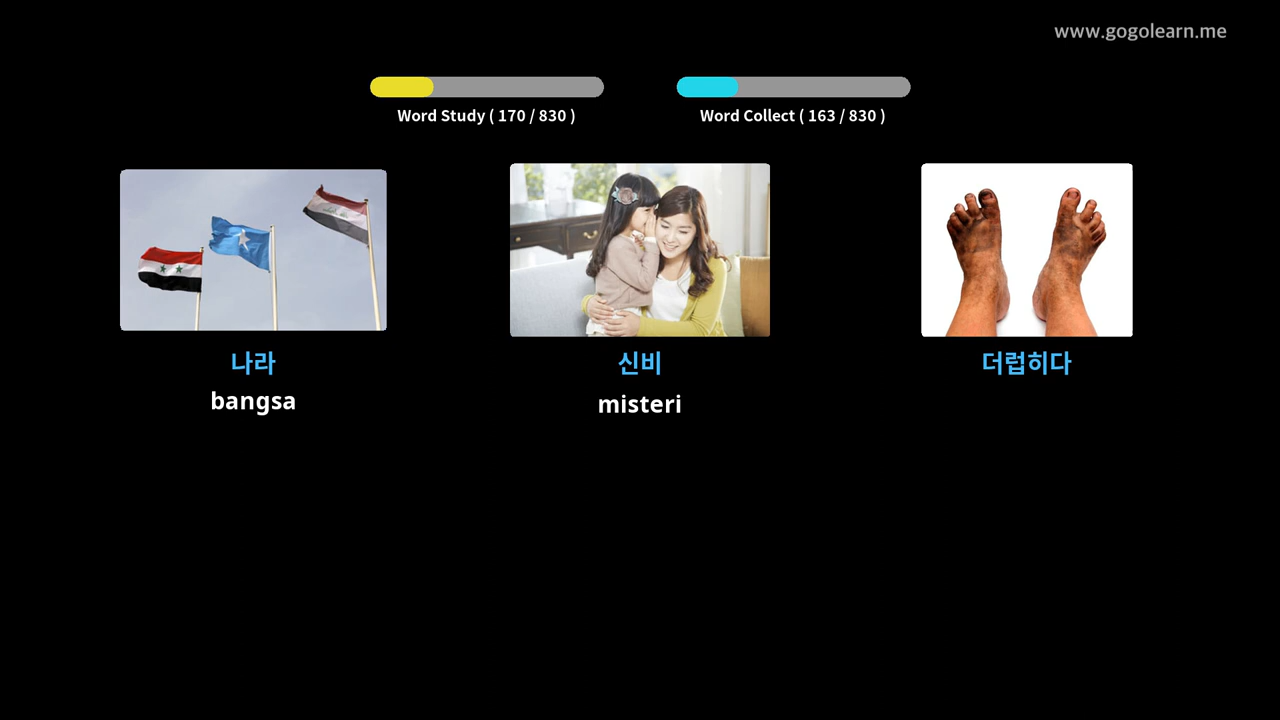 www.gogolearn.me
Word Study ( 170 / 830 )
Word Collect ( 163 / 830 )
나라
bangsa
신비
misteri
더럽히다